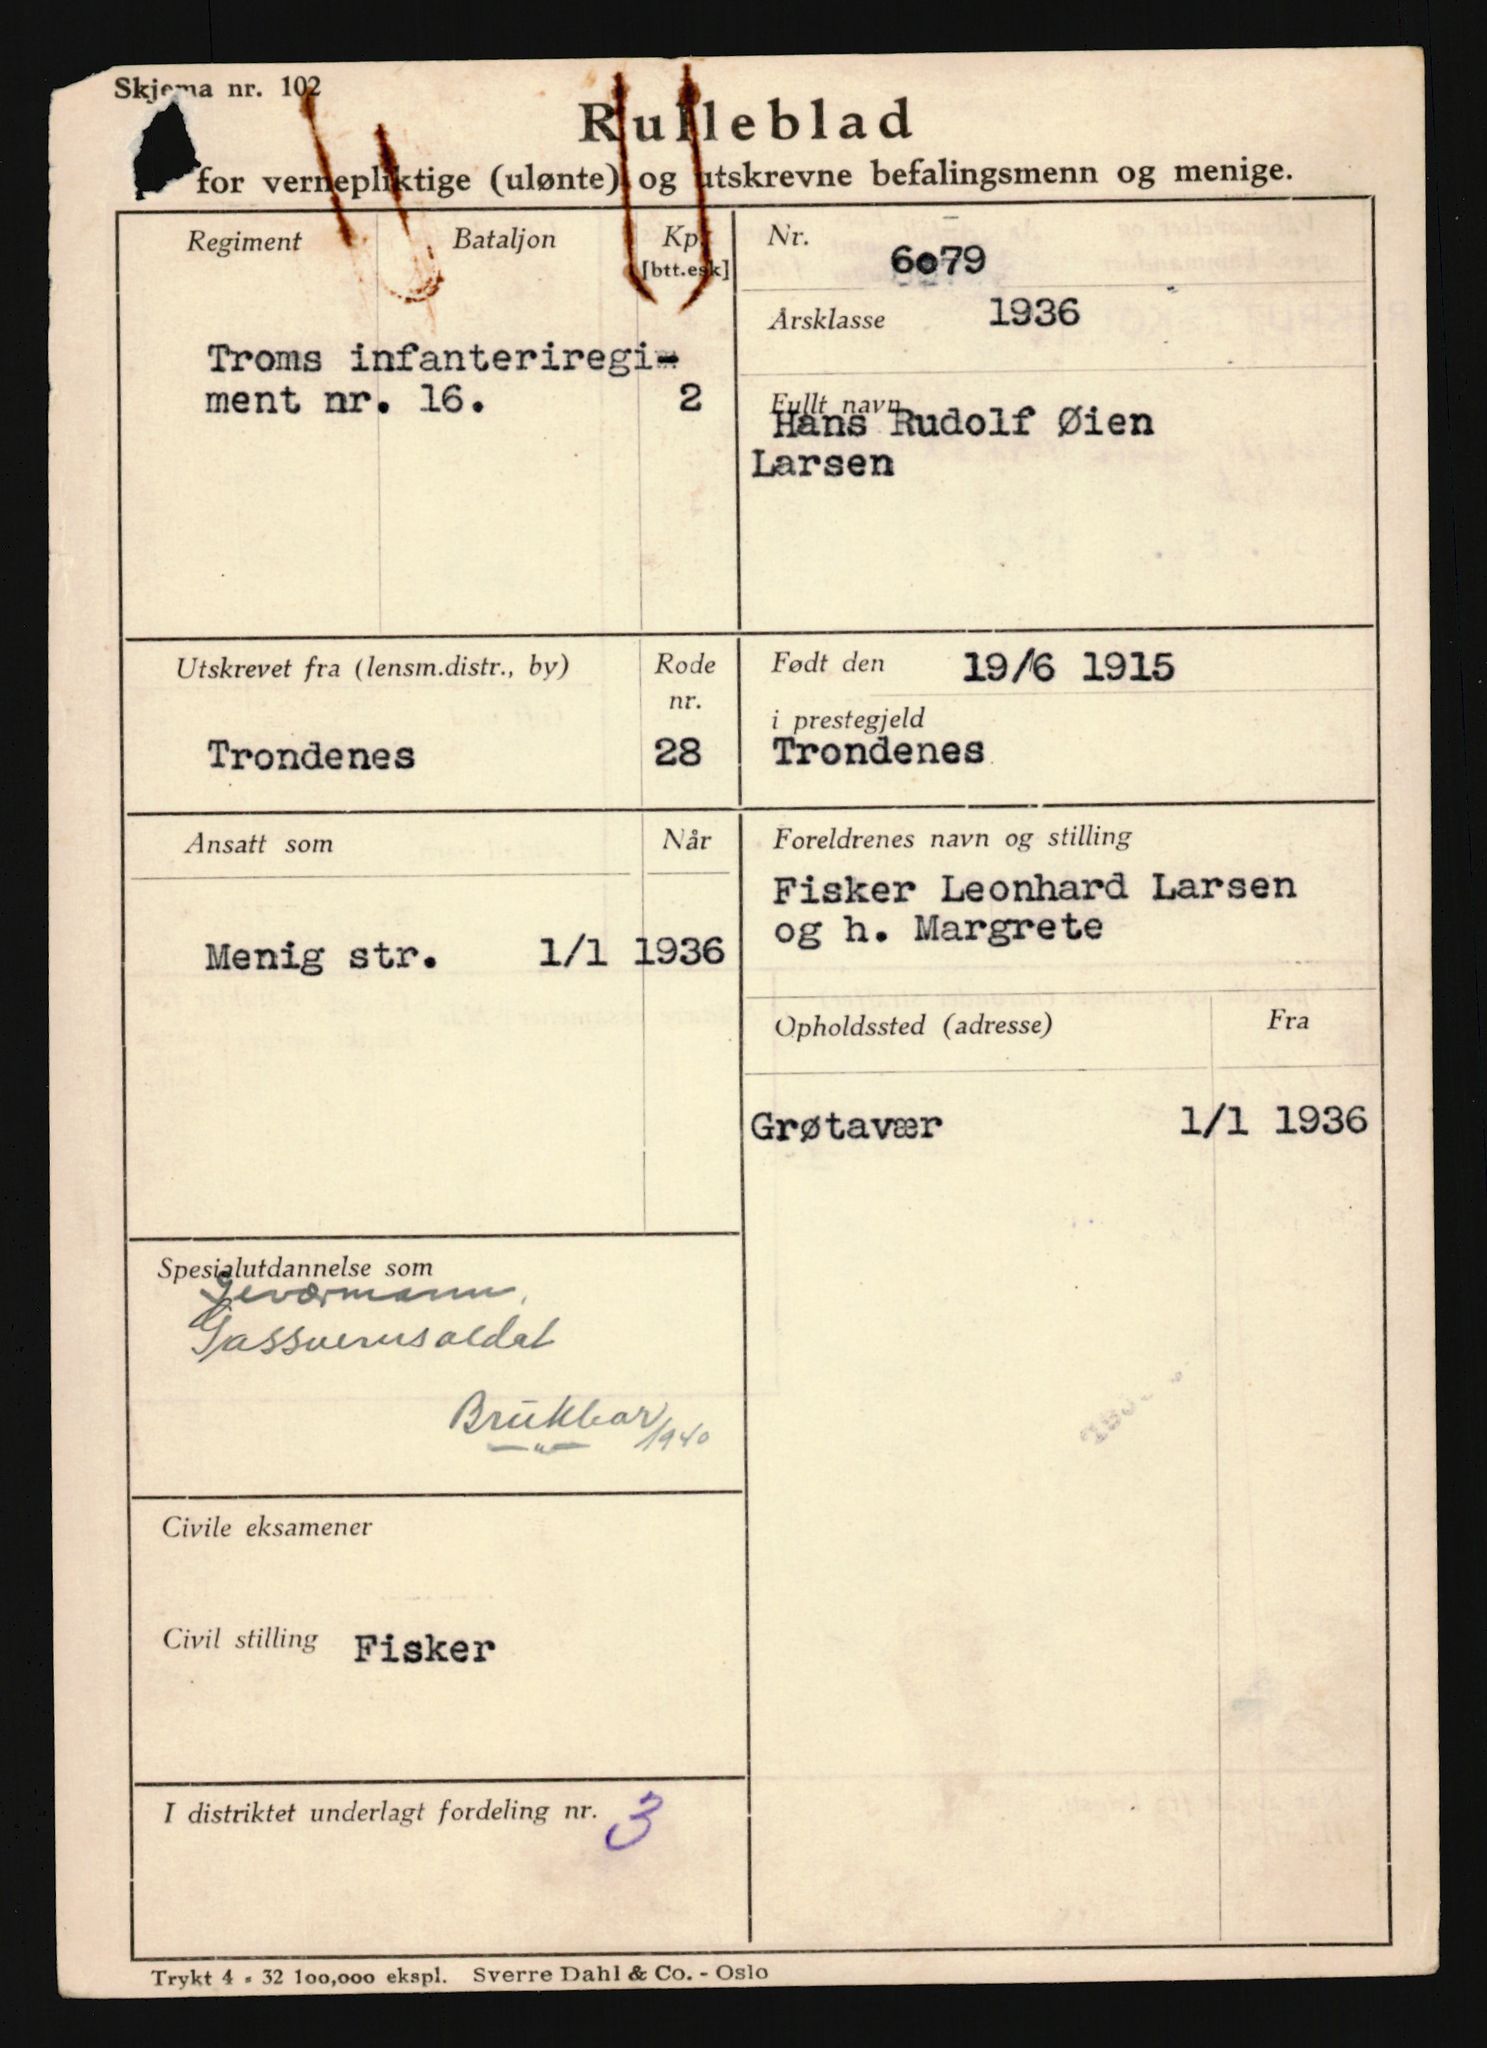 Skjema nr. 102
Rulleblad
for vernepliktige (ulønte) og utskrevne befalingsmenn og menige.
Regiment
Bataljon
Kp.
[btt.esk]
Troms infanteriregi-
ment nr. 16.
2
Nr.
6079
Årsklasse
1936
Fullt navn
Hans Rudolf Øien
Larsen
Utskrevet fra (lensm.distr., by)
Rode
nr.
Trondenes
28
Født den
19/6 1915
i prestegjeld
Trondenes
Ansatt som
Når
Menig str. 1/1 1936
Foreldrenes navn og stilling
Fisker Leonhard Larsen
og h. Margrete
Opholdssted (adresse)
Fra
Grøtavær 1/1 1936
Spesialutdannelse som
Geværmann,
Gassvernsoldat
Brukbar
1940
Civile eksamener
Civil stilling Fisker
I distriktet underlagt fordeling nr. 3
Trykt 4 - 32 100,000 ekspl. Sverre Dahl & Co. - Oslo